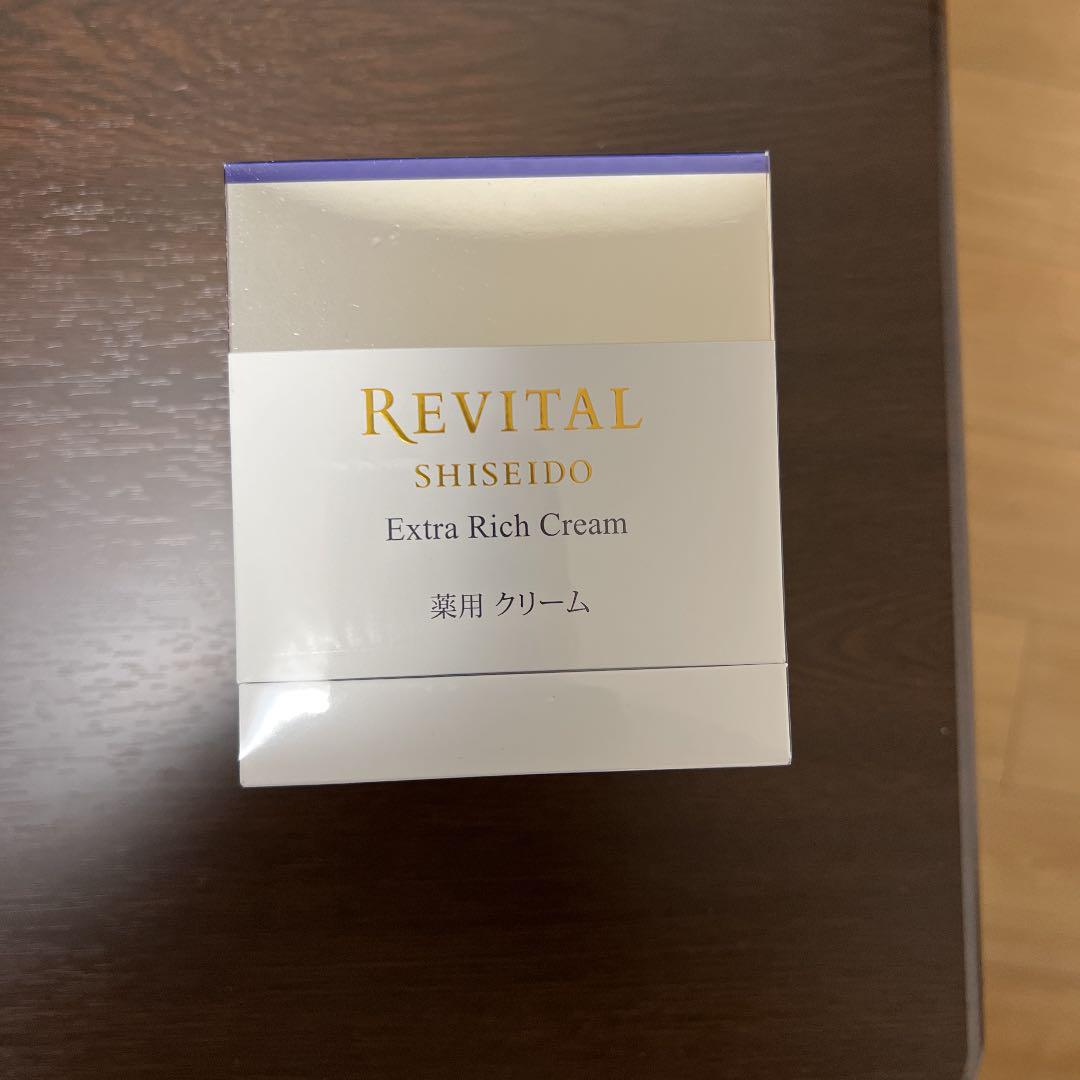 REVITAL
SHISEIDO
Extra Rich Cream
薬用 クリーム